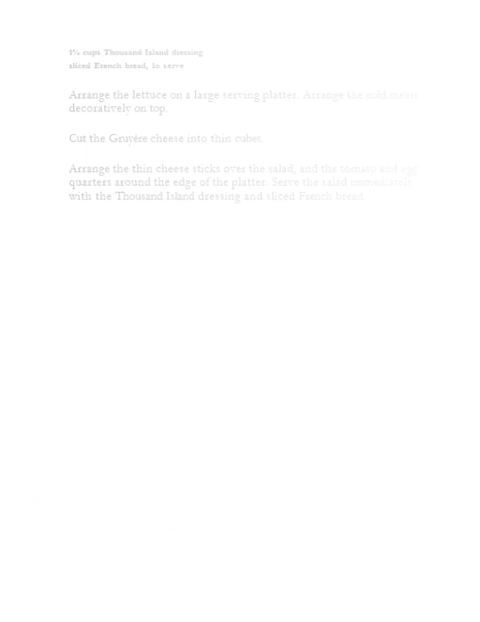 1¼ cups Thousand Island dressing
sliced French bread, to serve
Arrange the lettuce on a large serving platter. Arrange the cold meats
decoratively on top.
Cut the Gruyère cheese into thin cubes.
Arrange the thin cheese sticks over the salad, and the tomato and egg
quarters around the edge of the platter. Serve the salad immediately
with the Thousand Island dressing and sliced French bread.